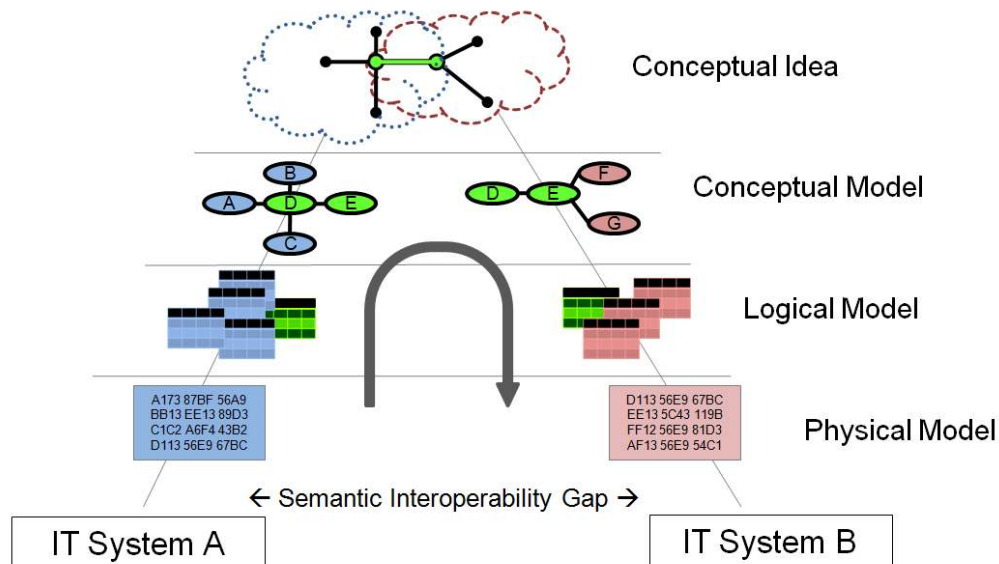 Conceptual Idea
Conceptual Model
B
A D E
C
F
D E
G
Logical Model
Physical Model
A173 87BF 56A9
BB13 EE13 89D3
C1C2 A6F4 43B2
D113 56E9 67BC
D113 56E9 67BC
EE13 5C43 119B
FF12 56E9 81D3
AF13 56E9 54C1
← Semantic Interoperability Gap →
IT System A
IT System B